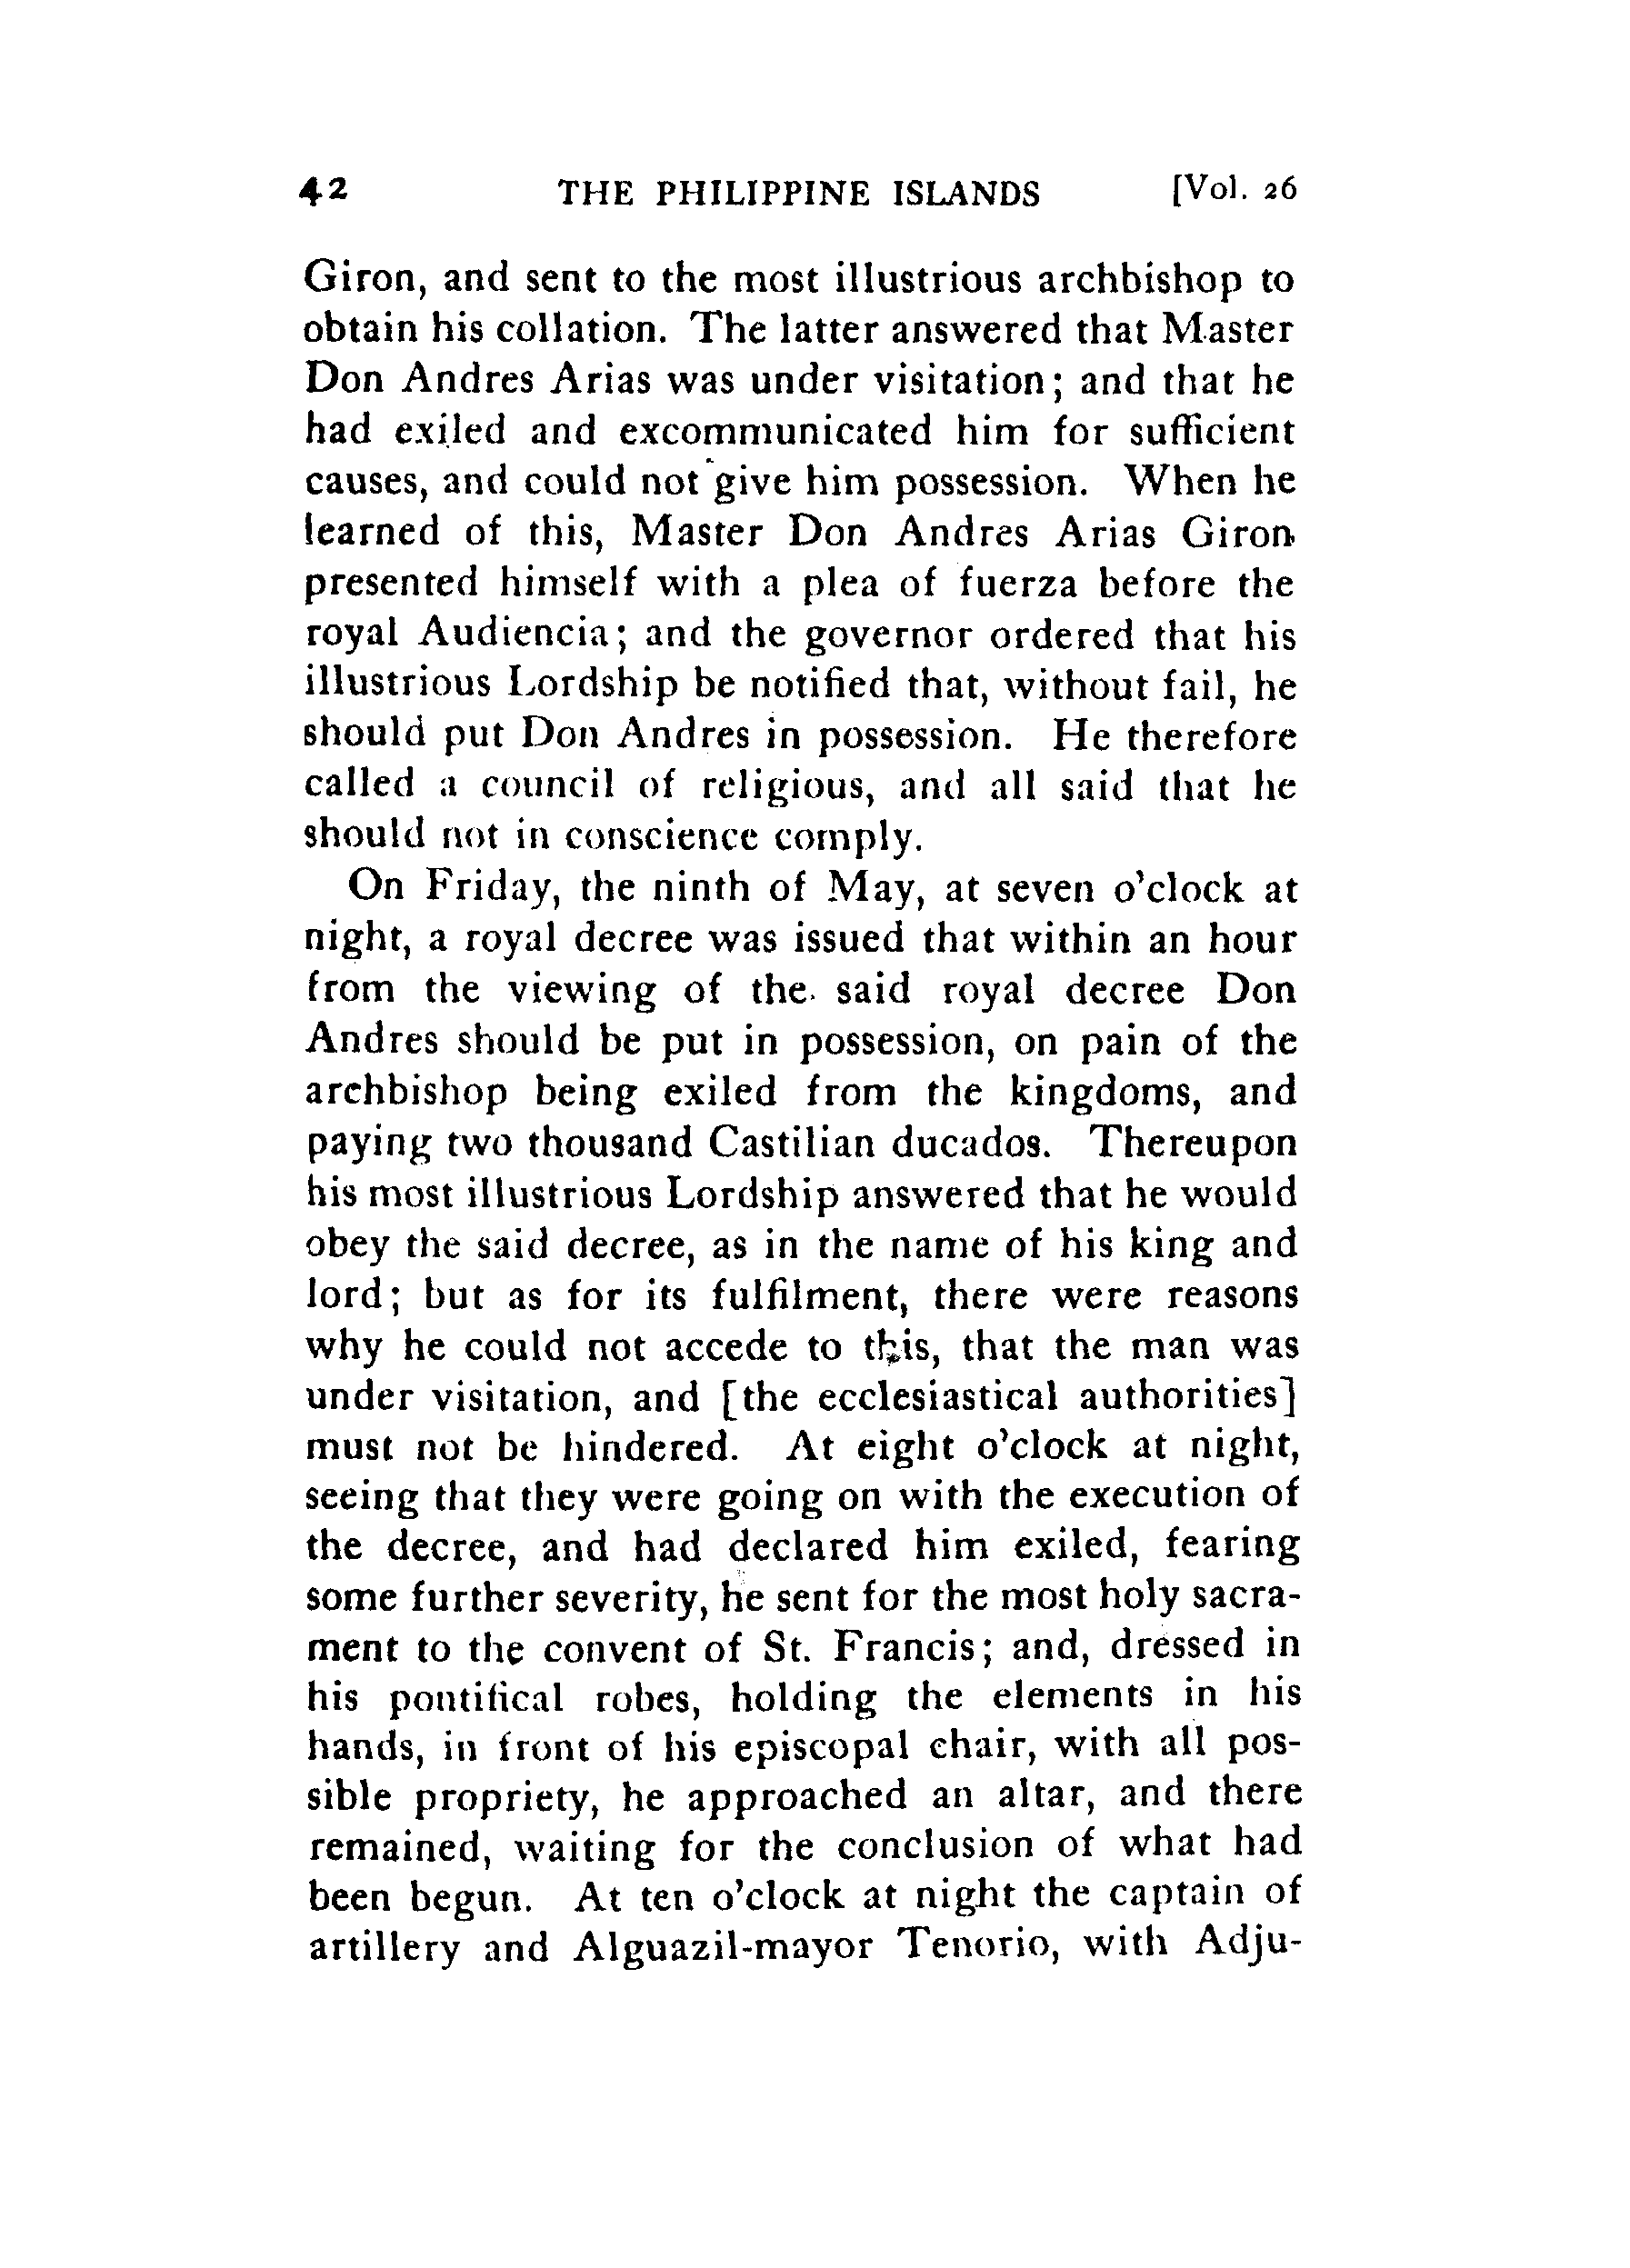 42 THE PHILIPPINE ISLANDS [Vol. 26
Giron, and sent to the most illustrious archbishop to
obtain his collation. The latter answered that Master
Don Andres Arias was under visitation; and that he
had exiled and excommunicated him for sufficient
causes, and could not give him possession. When he
learned of this, Master Don Andres Arias Giron
presented himself with a plea of fuerza before the
royal Audiencia; and the governor ordered that his
illustrious Lordship be notified that, without fail, he
should put Don Andres in possession. He therefore
called a council of religious, and all said that he
should not in conscience comply.
On Friday, the ninth of May, at seven o'clock at
night, a royal decree was issued that within an hour
from the viewing of the said royal decree Don
Andres should be put in possession, on pain of the
archbishop being exiled from the kingdoms, and
paying two thousand Castilian ducados. Thereupon
his most illustrious Lordship answered that he would
obey the said decree, as in the name of his king and
lord; but as for its fulfilment, there were reasons
why he could not accede to this, that the man was
under visitation, and [the ecclesiastical authorities]
must not be hindered. At eight o'clock at night,
seeing that they were going on with the execution of
the decree, and had declared him exiled, fearing
some further severity, he sent for the most holy sacra-
ment to the convent of St. Francis; and, dressed in
his pontifical robes, holding the elements in his
hands, in front of his episcopal chair, with all pos-
sible propriety, he approached an altar, and there
remained, waiting for the conclusion of what had
been begun. At ten o'clock at night the captain of
artillery and Alguazil-mayor Tenorio, with Adju-